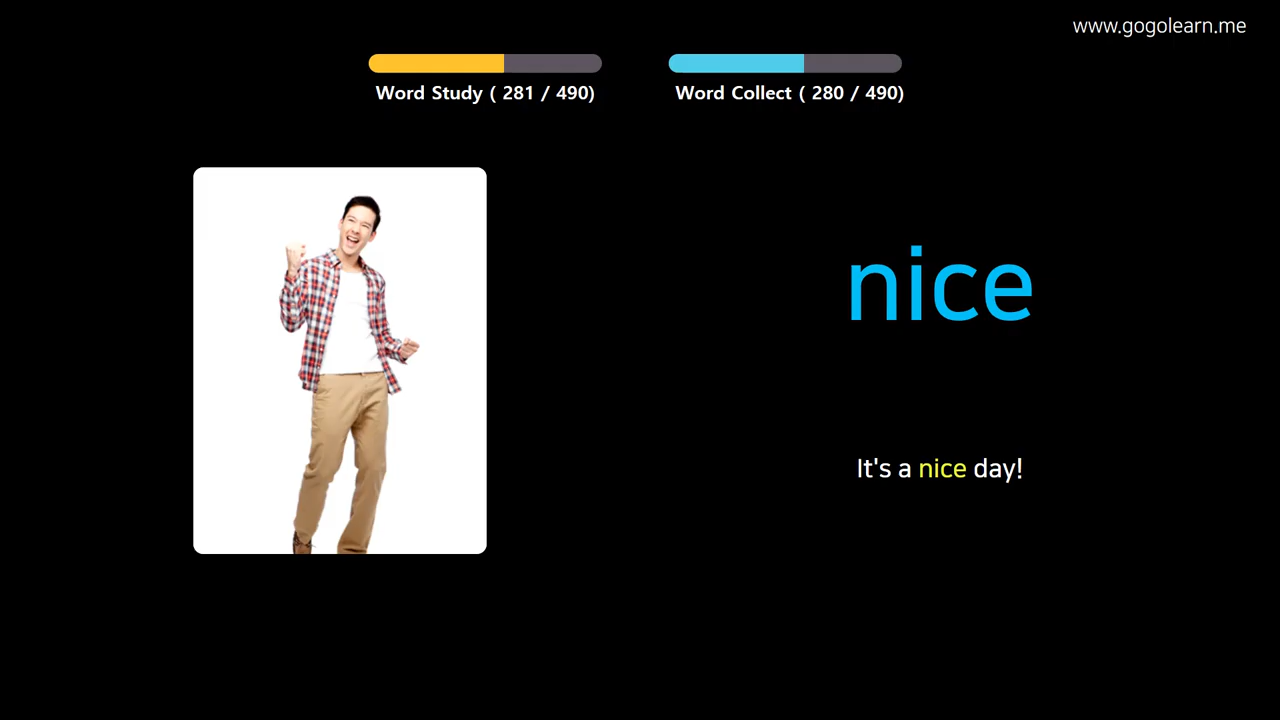 www.gogolearn.me
Word Study ( 281 / 490)
Word Collect ( 280 / 490)
nice
It's a nice day!